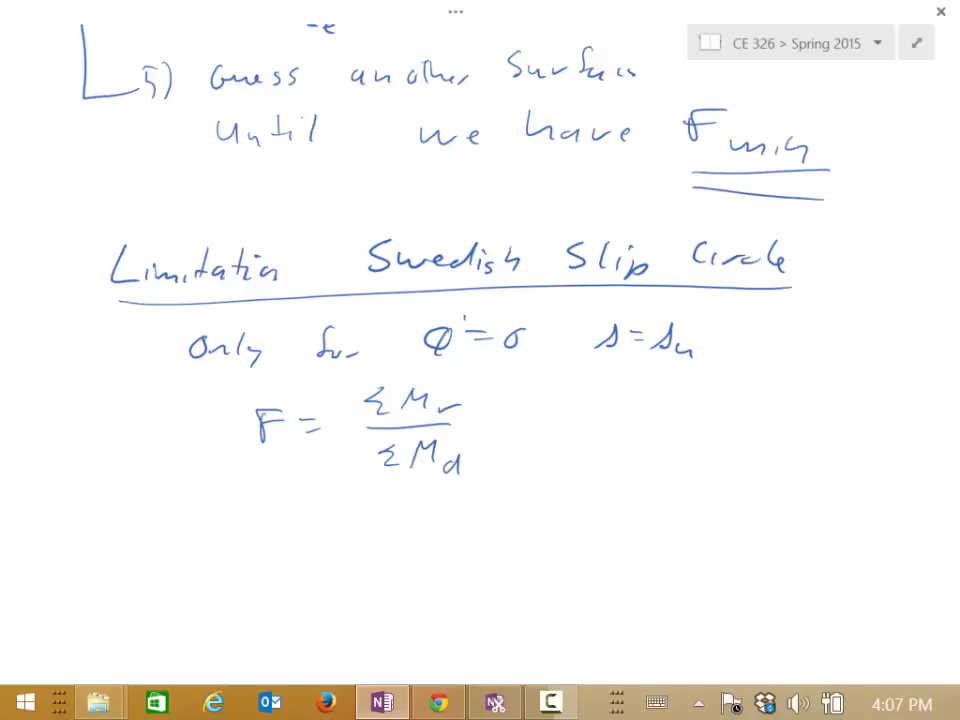 CE 326 > Spring 2015
5) Guess another surface
until we have Fmin
Limitation Swedish Slip Circle
only for φ'=0 s=su
F = ΣMr
ΣMd
4:07 PM